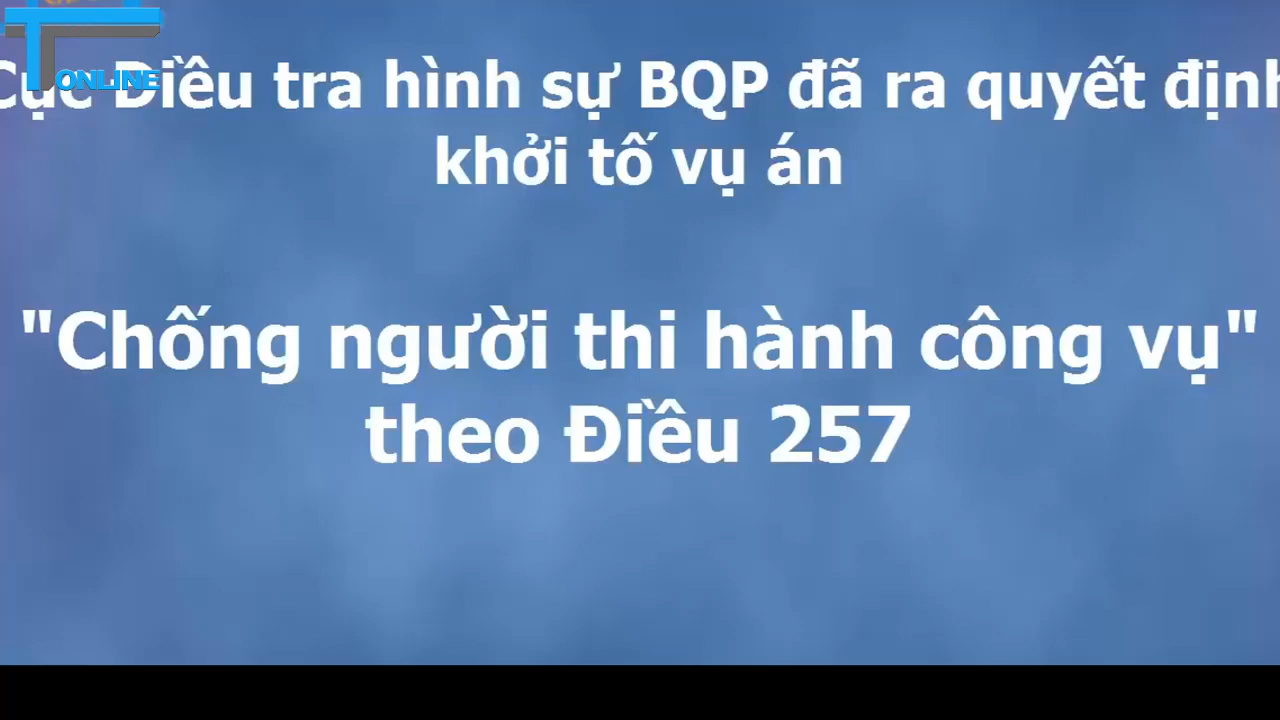 ONLINE
Cục Điều tra hình sự BQP đã ra quyết định
khởi tố vụ án
"Chống người thi hành công vụ"
theo Điều 257